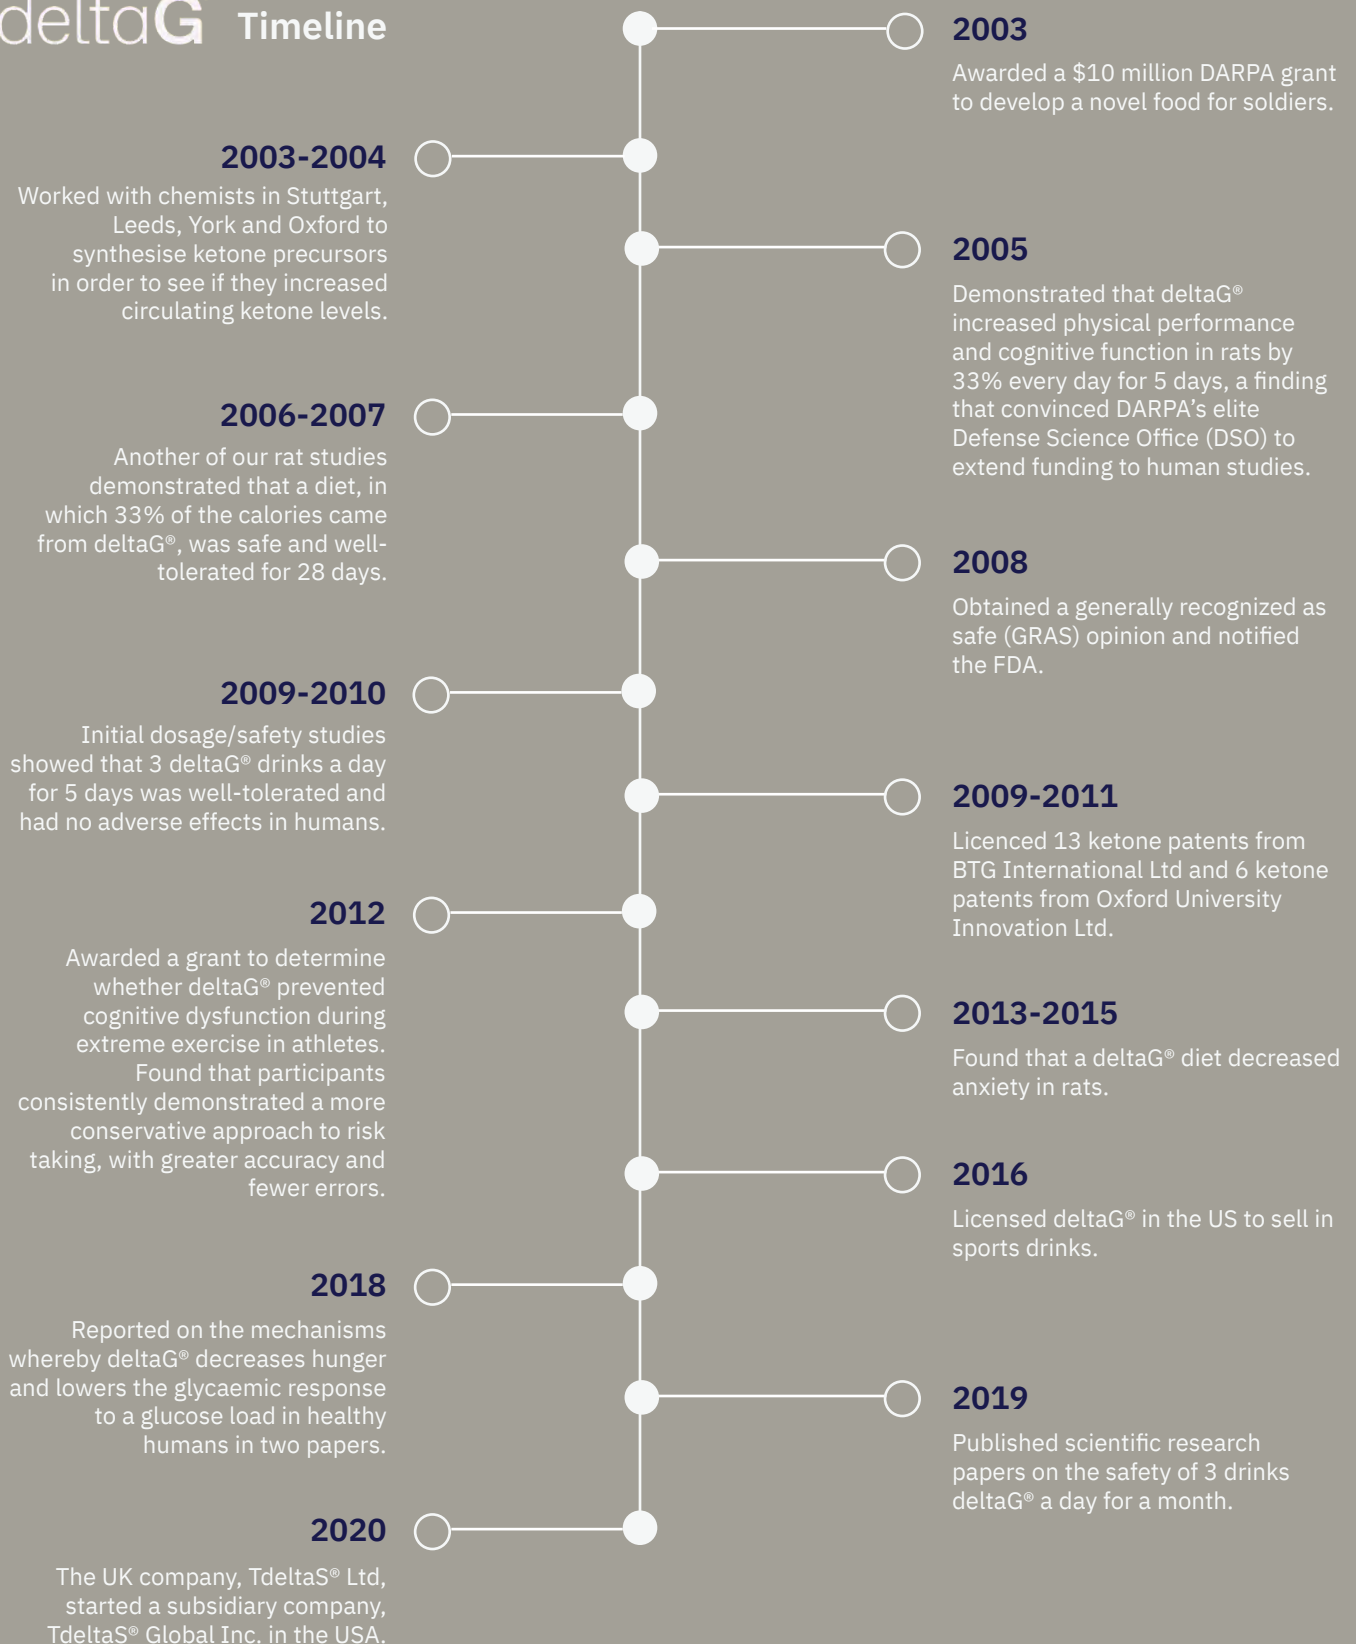 deltaG Timeline
2003
Awarded a $10 million DARPA grant
to develop a novel food for soldiers.
2003-2004
Worked with chemists in Stuttgart,
Leeds, York and Oxford to
synthesise ketone precursors
in order to see if they increased
circulating ketone levels.
2005
Demonstrated that deltaG®
increased physical performance
and cognitive function in rats by
33% every day for 5 days, a finding
that convinced DARPA’s elite
Defense Science Office (DSO) to
extend funding to human studies.
2006-2007
Another of our rat studies
demonstrated that a diet, in
which 33% of the calories came
from deltaG®, was safe and well-
tolerated for 28 days.
2008
Obtained a generally recognized as
safe (GRAS) opinion and notified
the FDA.
2009-2010
Initial dosage/safety studies
showed that 3 deltaG® drinks a day
for 5 days was well-tolerated and
had no adverse effects in humans.
2009-2011
Licenced 13 ketone patents from
BTG International Ltd and 6 ketone
patents from Oxford University
Innovation Ltd.
2012
Awarded a grant to determine
whether deltaG® prevented
cognitive dysfunction during
extreme exercise in athletes.
Found that participants
consistently demonstrated a more
conservative approach to risk
taking, with greater accuracy and
fewer errors.
2013-2015
Found that a deltaG® diet decreased
anxiety in rats.
2016
Licensed deltaG® in the US to sell in
sports drinks.
2018
Reported on the mechanisms
whereby deltaG® decreases hunger
and lowers the glycaemic response
to a glucose load in healthy
humans in two papers.
2019
Published scientific research
papers on the safety of 3 drinks
deltaG® a day for a month.
2020
The UK company, TdeltaS® Ltd,
started a subsidiary company,
TdeltaS® Global Inc. in the USA.